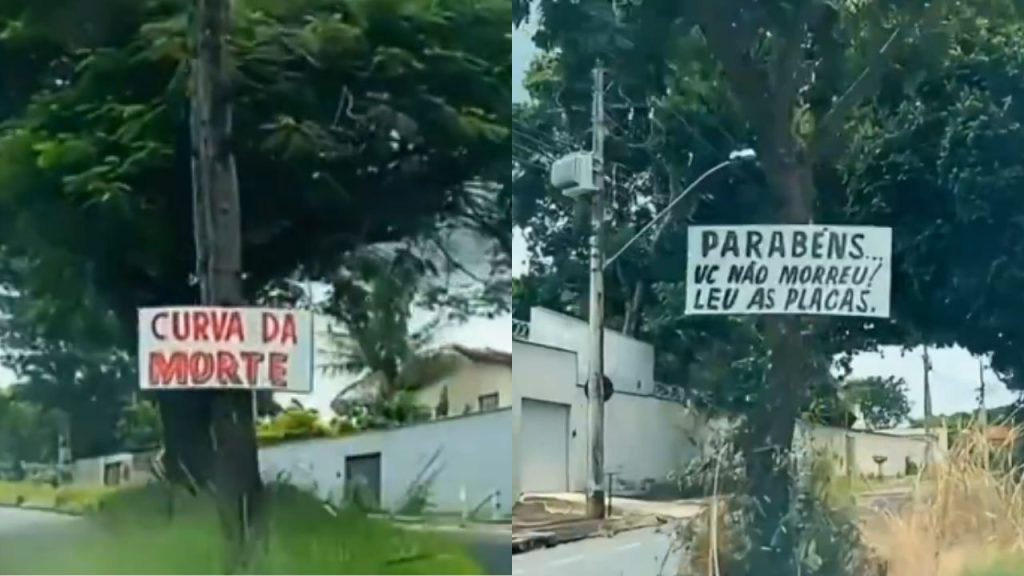 CURVA DA
MORTE
PARABÉNS...
VC NÃO MORREU!
LEU AS PLACAS.